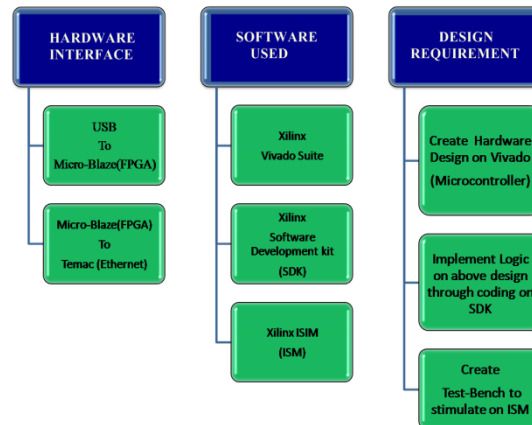 HARDWARE
INTERFACE
USB
To
Micro-Blaze(FPGA)
Micro-Blaze(FPGA)
To
Temac (Ethernet)
SOFTWARE
USED
Xilinx
Vivado Suite
Xilinx
Software
Development kit
(SDK)
Xilinx ISIM
(ISM)
DESIGN
REQUIREMENT
Create Hardware
Design on Vivado
(Microcontroller)
Implement Logic
on above design
through coding on
SDK
Create
Test-Bench to
stimulate on ISM